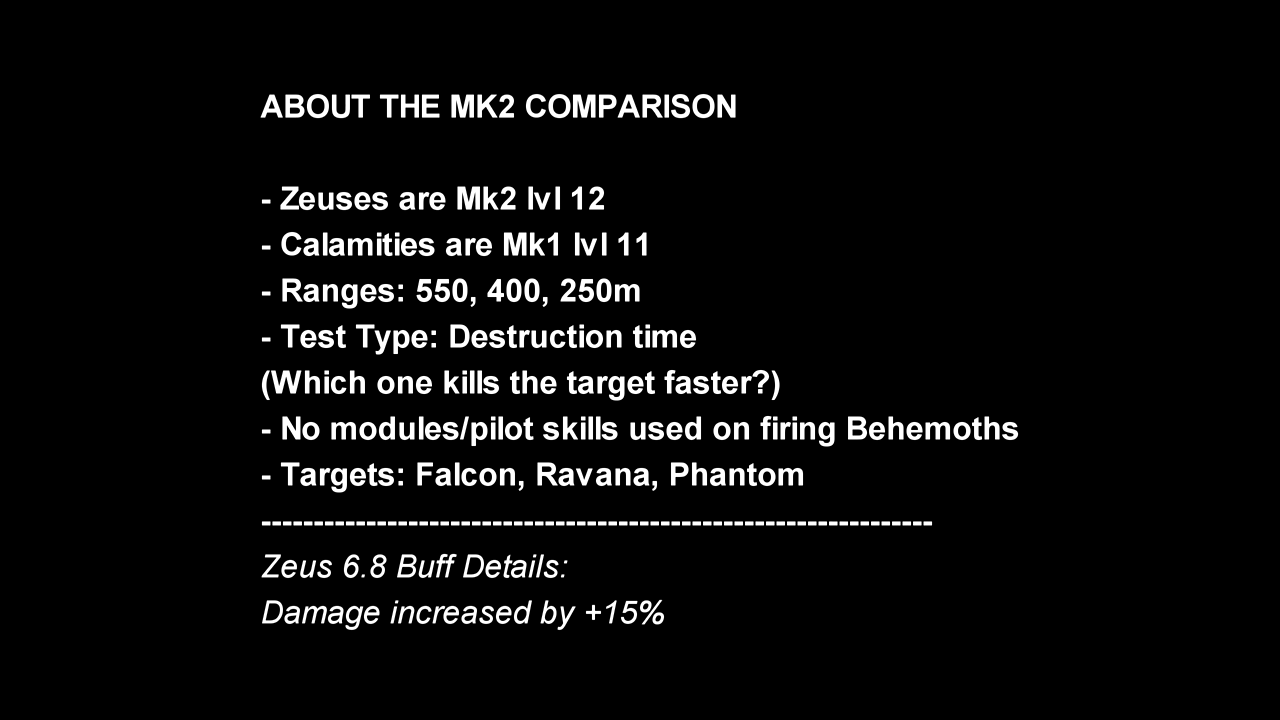 ABOUT THE MK2 COMPARISON
- Zeuses are Mk2 lvl 12
- Calamities are Mk1 lvl 11
- Ranges: 550, 400, 250m
- Test Type: Destruction time
(Which one kills the target faster?)
- No modules/pilot skills used on firing Behemoths
- Targets: Falcon, Ravana, Phantom
----------------------------------------------------------------
Zeus 6.8 Buff Details:
Damage increased by +15%